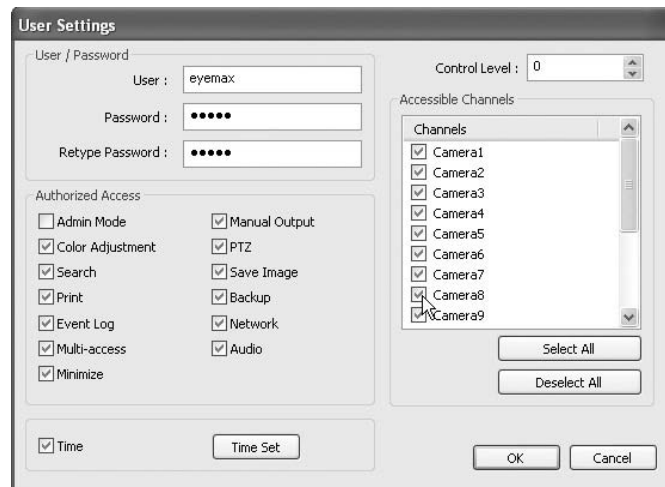 User Settings
User / Password
User : eyemax
Password : •••••
Retype Password : •••••
Authorized Access
Admin Mode
Manual Output
Color Adjustment
PTZ
Search
Save Image
Print
Backup
Event Log
Network
Multi-access
Audio
Minimize
Time
Time Set
Control Level : 0
Accessible Channels
Channels
Camera1
Camera2
Camera3
Camera4
Camera5
Camera6
Camera7
Camera8
Camera9
Select All
Deselect All
OK
Cancel